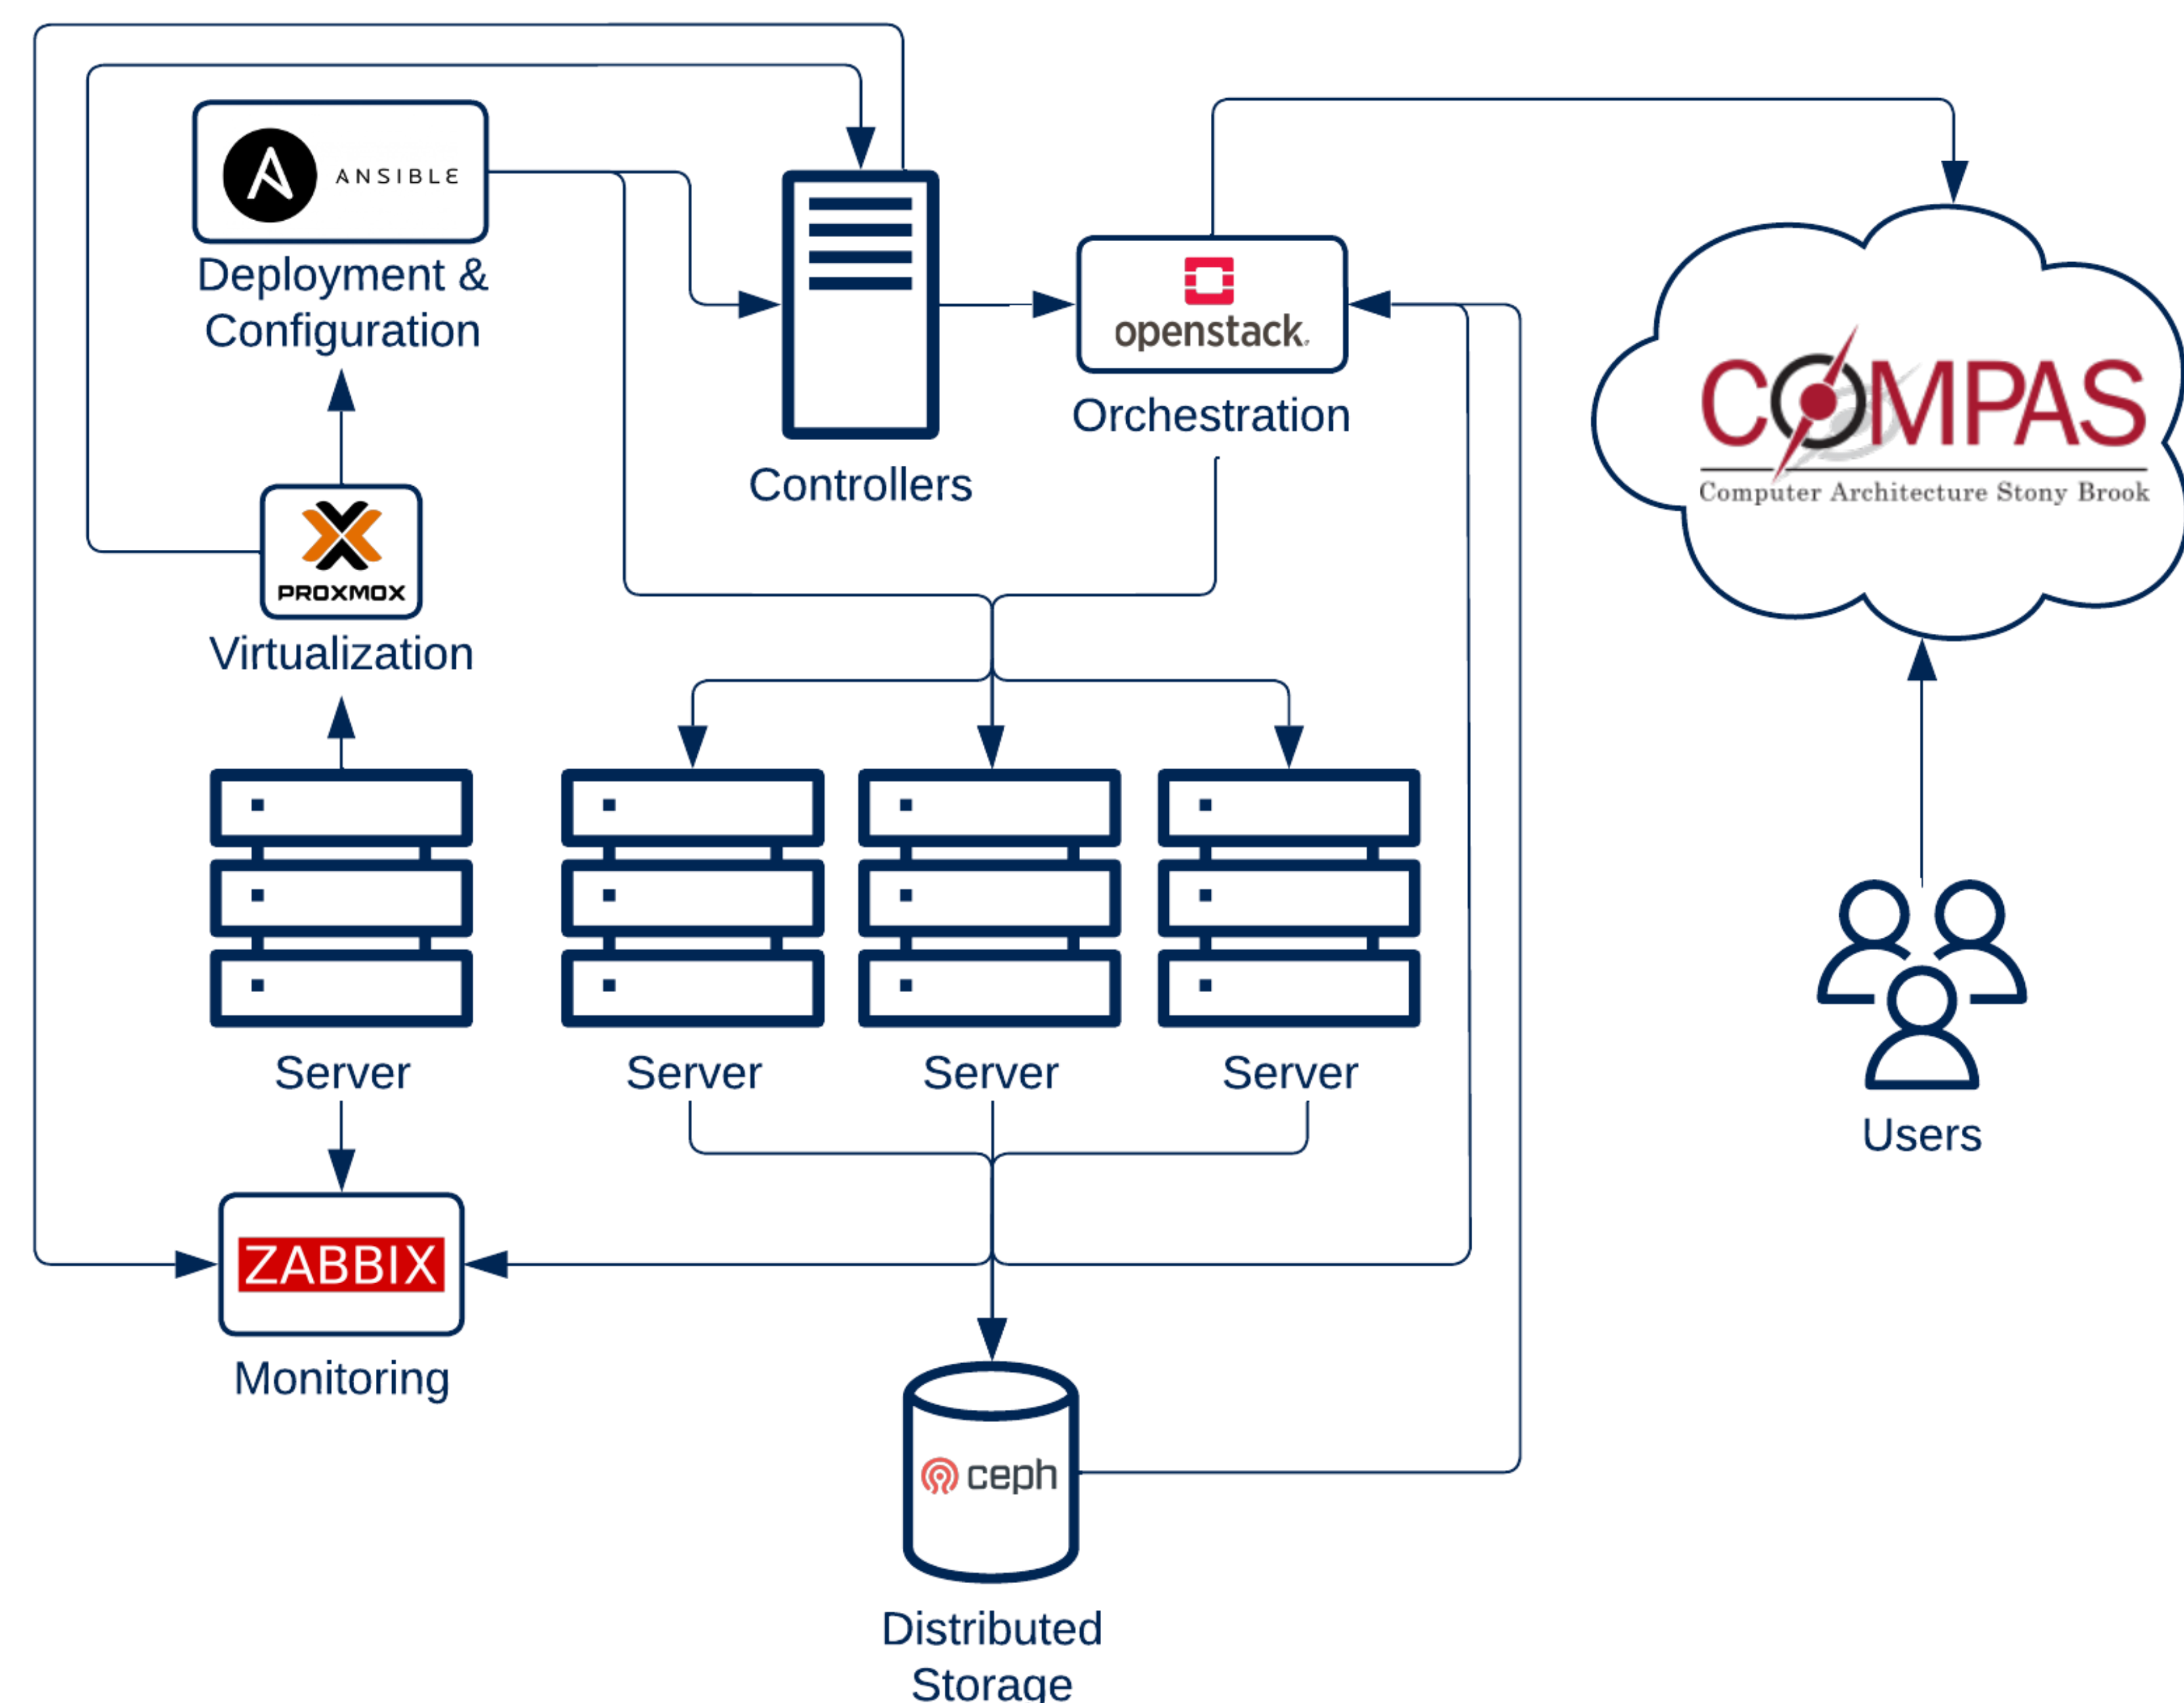 ANSIBLE
Deployment &
Configuration
PROXMOX
Virtualization
Controllers
openstack.
Orchestration
COMPAS
Computer Architecture Stony Brook
Server
Server
Server
Server
Users
ZABBIX
Monitoring
ceph
Distributed
Storage